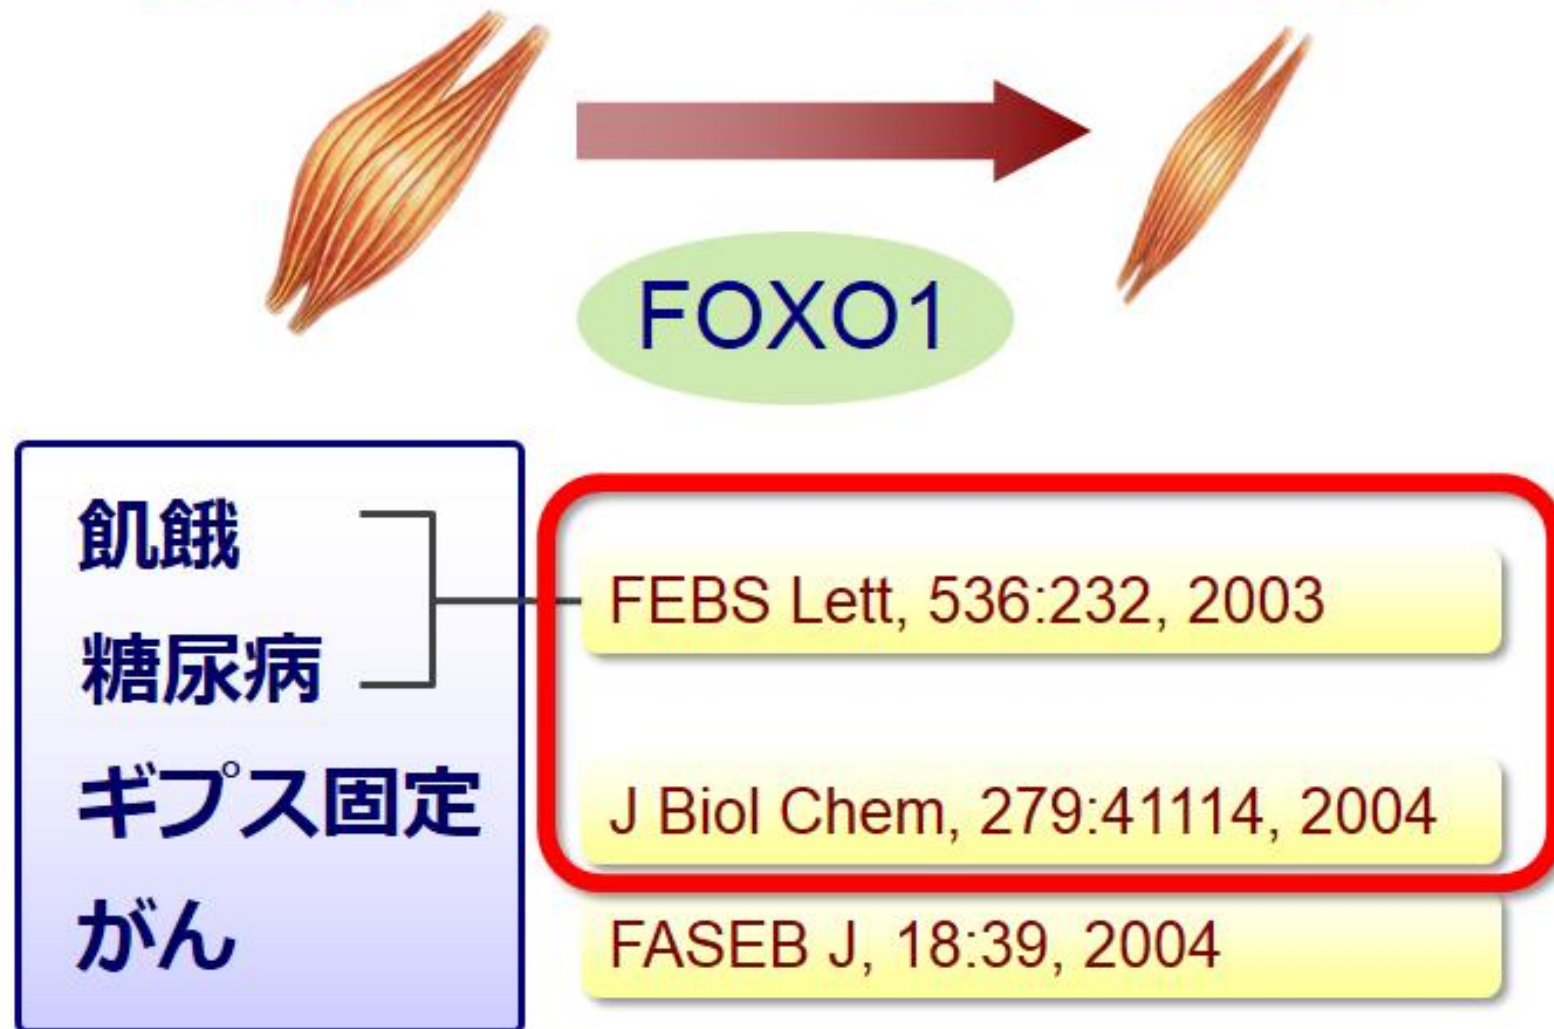 FOXO1
飢餓
糖尿病
ギプス固定
がん
FEBS Lett, 536:232, 2003
J Biol Chem, 279:41114, 2004
FASEB J, 18:39, 2004